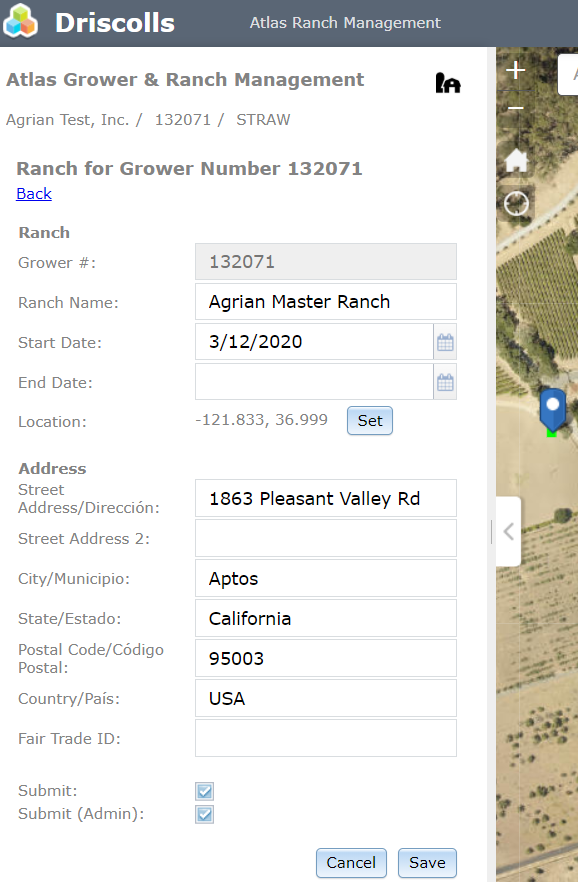 Driscolls
Atlas Ranch Management
Atlas Grower & Ranch Management
Agrian Test, Inc. / 132071 / STRAW
Ranch for Grower Number 132071
Back
Ranch
Grower #: 132071
Ranch Name: Agrian Master Ranch
Start Date: 3/12/2020
End Date:
Location: -121.833, 36.999 Set
Address
Street
Address/Dirección: 1863 Pleasant Valley Rd
Street Address 2:
City/Municipio: Aptos
State/Estado: California
Postal Code/Código
Postal: 95003
Country/País: USA
Fair Trade ID:
Submit:
Submit (Admin):
Cancel Save